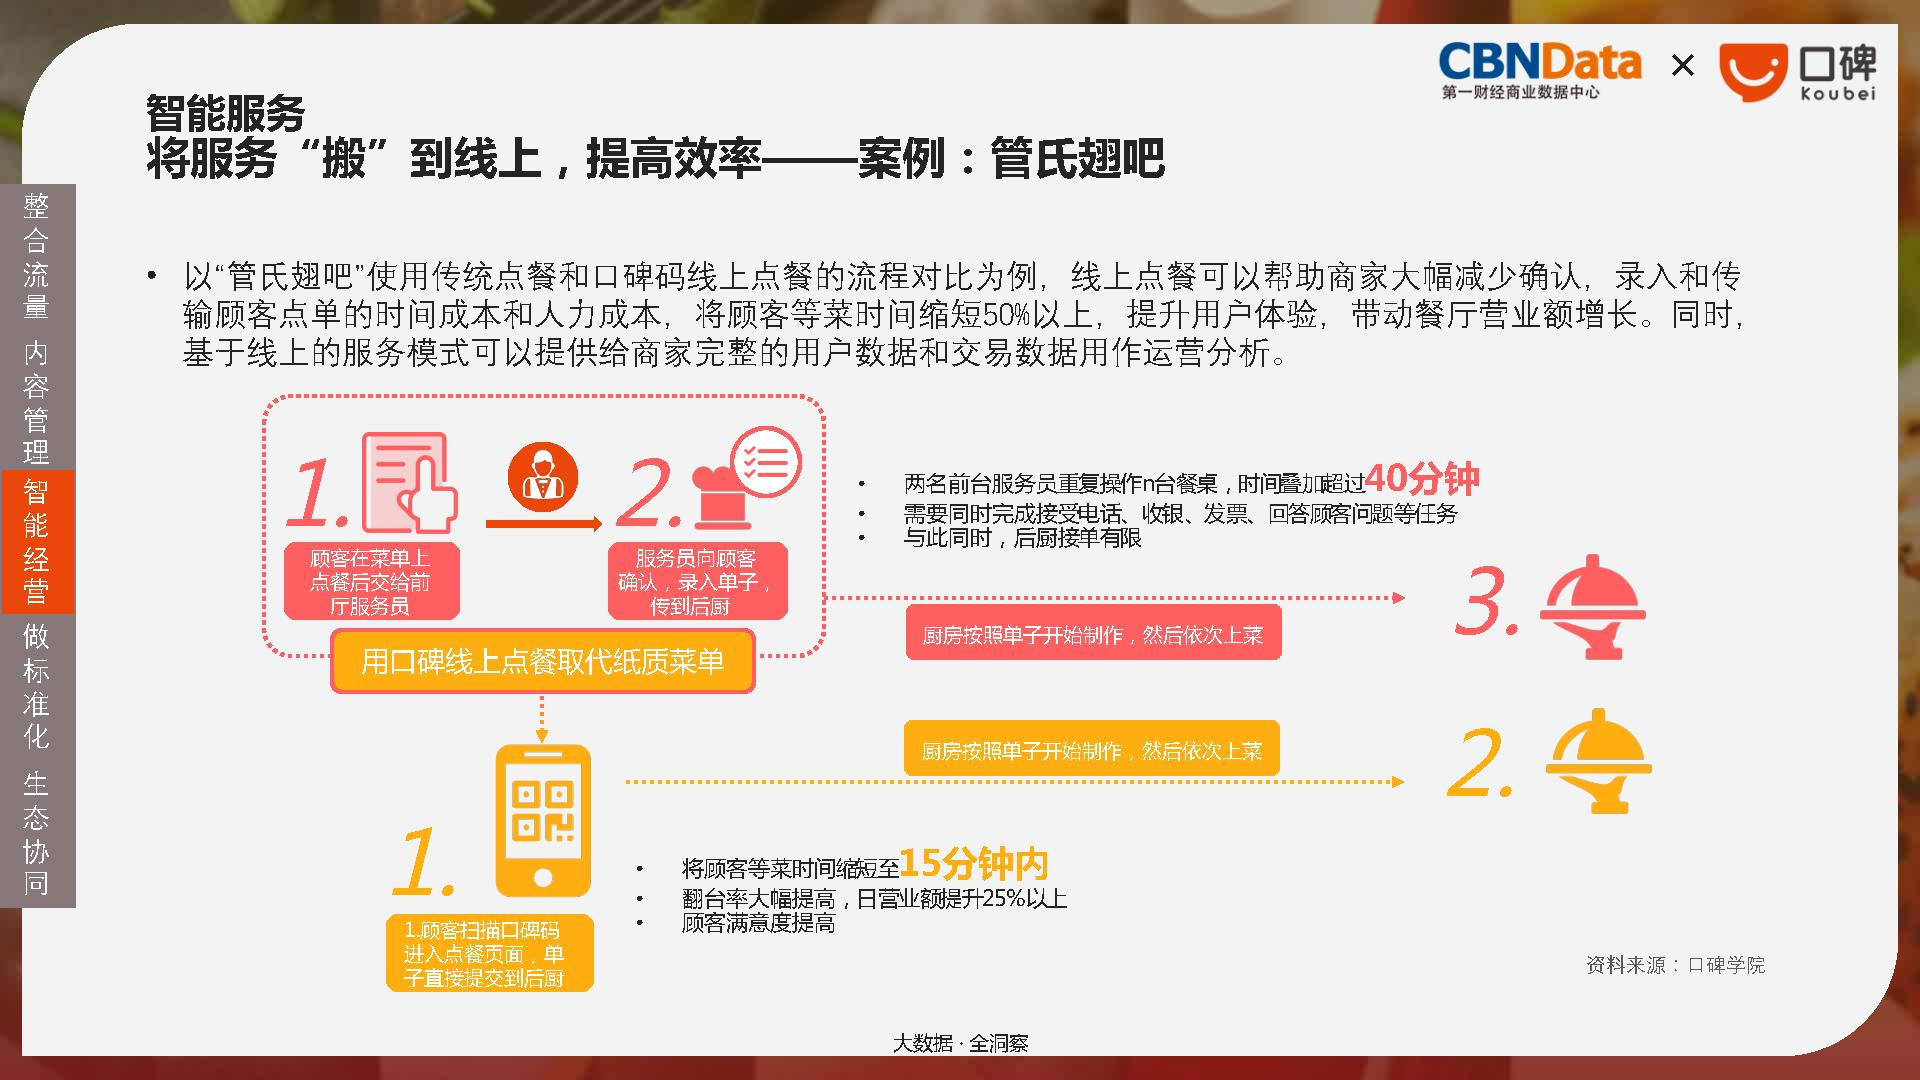 CBNData
第一财经商业数据中心
×
口碑
Koubei
智能服务
将服务“搬”到线上，提高效率——案例：管氏翅吧
整合流量
内容管理
智能经营
做标准化
生态协同
• 以“管氏翅吧”使用传统点餐和口碑码线上点餐的流程对比为例，线上点餐可以帮助商家大幅减少确认，录入和传
输顾客点单的时间成本和人力成本，将顾客等菜时间缩短50%以上，提升用户体验，带动餐厅营业额增长。同时，
基于线上的服务模式可以提供给商家完整的用户数据和交易数据用作运营分析。
1.
2.
顾客在菜单上
点餐后交给前
厅服务员
服务员向顾客
确认，录入单子，
传到后厨
用口碑线上点餐取代纸质菜单
• 两名前台服务员重复操作n台餐桌，时间叠加超过40分钟
• 需要同时完成接受电话、收银、发票、回答顾客问题等任务
• 与此同时，后厨接单有限
厨房按照单子开始制作，然后依次上菜
3.
厨房按照单子开始制作，然后依次上菜
2.
1.
1.顾客扫描口碑码
进入点餐页面，单
子直接提交到后厨
• 将顾客等菜时间缩短至15分钟内
• 翻台率大幅提高，日营业额提升25%以上
• 顾客满意度提高
资料来源：口碑学院
大数据·全洞察